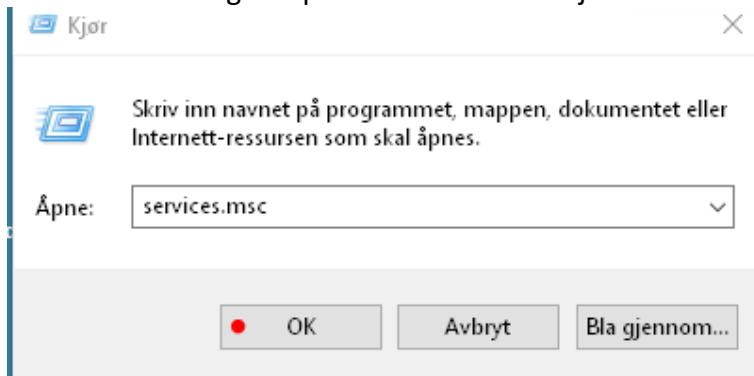 Kjør
Skriv inn navnet på programmet, mappen, dokumentet eller
Internett-ressursen som skal åpnes.
Åpne: services.msc
OK Avbryt Bla gjennom...